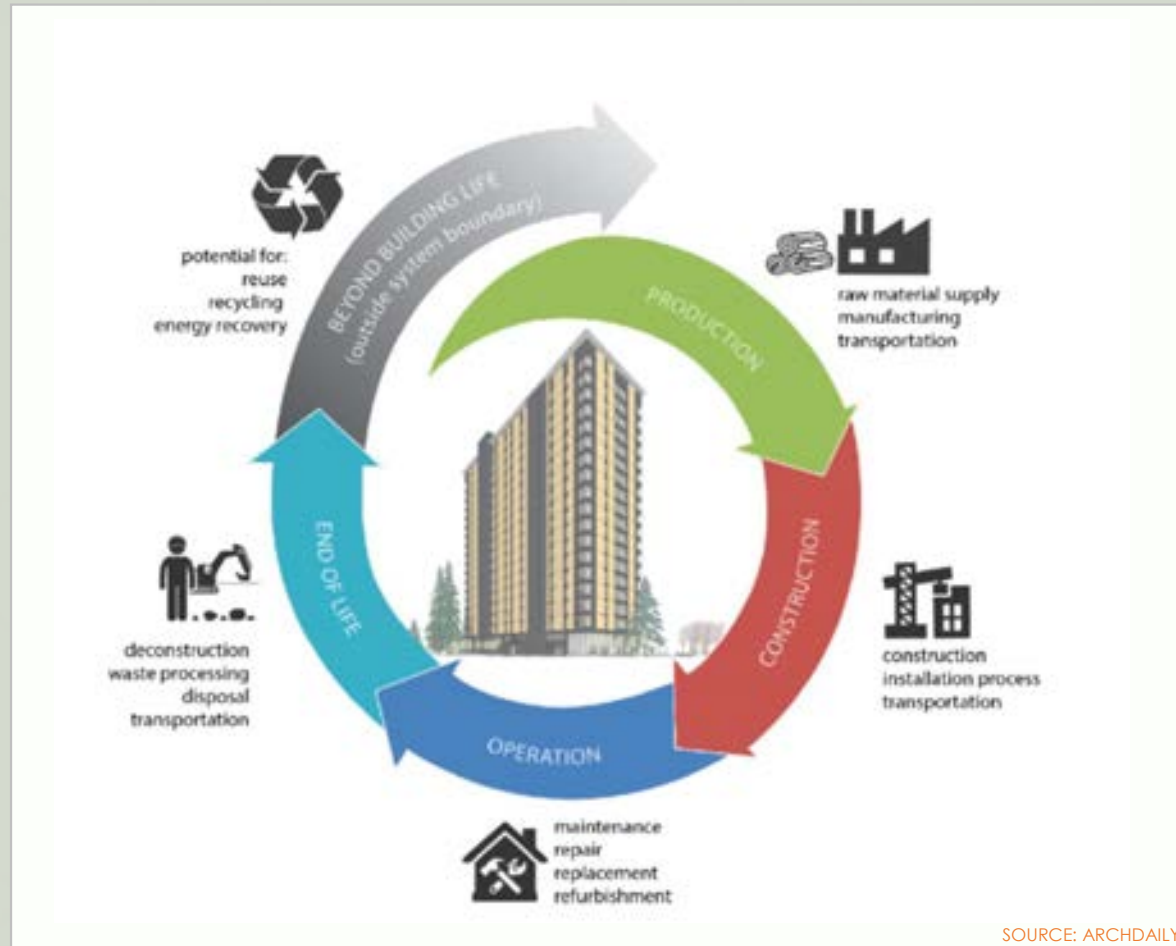 BEYOND BUILDING LIFE
(outside system boundary)
potential for:
reuse
recycling
energy recovery
PRODUCTION
raw material supply
manufacturing
transportation
CONSTRUCTION
construction
installation process
transportation
OPERATION
maintenance
repair
replacement
refurbishment
END OF LIFE
deconstruction
waste processing
disposal
transportation
SOURCE: ARCHDAILY